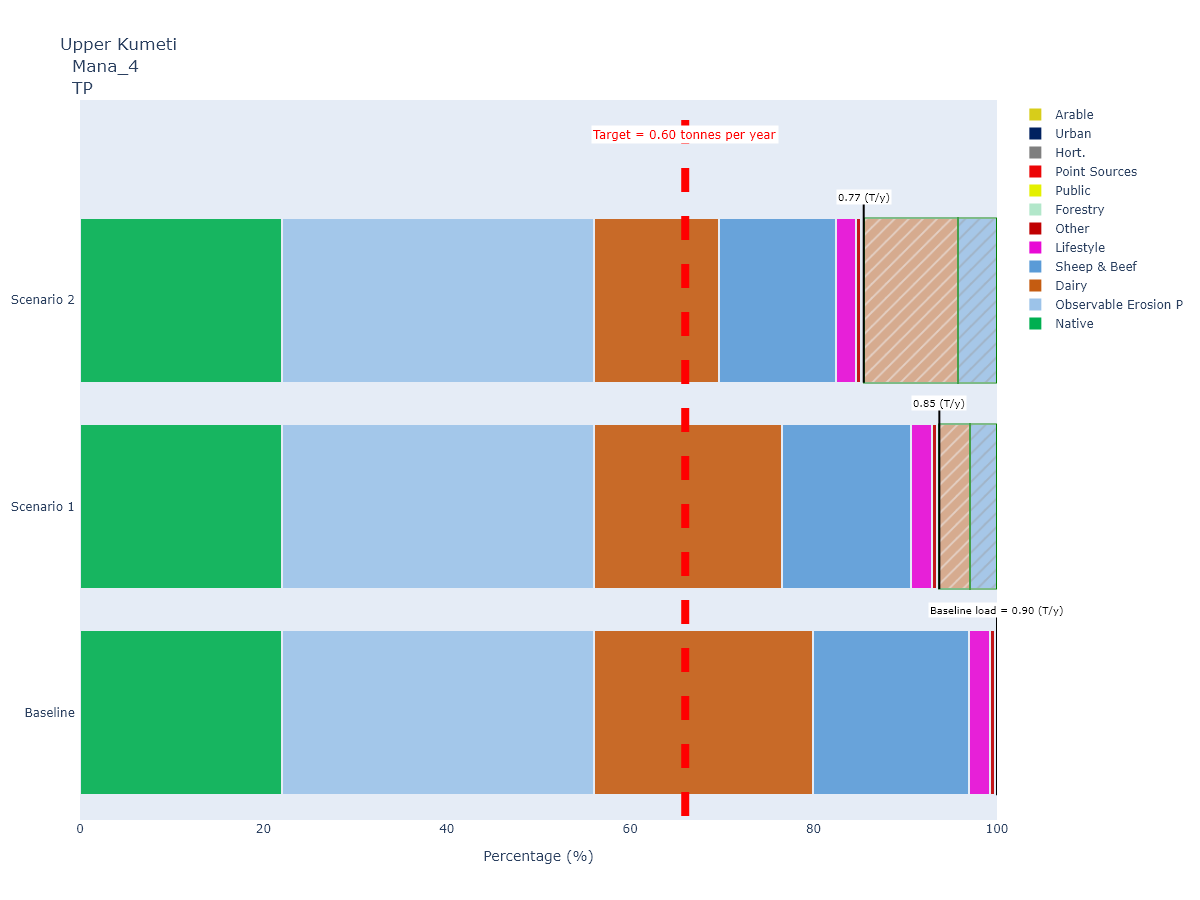 Upper Kumeti
Mana_4
TP
Target = 0.60 tonnes per year
0.77 (T/y)
Scenario 2
0.85 (T/y)
Scenario 1
Baseline load = 0.90 (T/y)
Baseline
0 20 40 60 80 100
Percentage (%)
Arable
Urban
Hort.
Point Sources
Public
Forestry
Other
Lifestyle
Sheep & Beef
Dairy
Observable Erosion P
Native